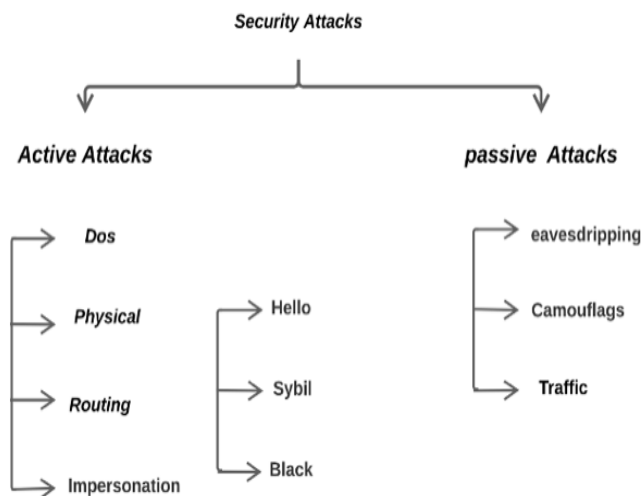 Security Attacks
Active Attacks
passive Attacks
Dos
Physical
Routing
Impersonation
Hello
Sybil
Black
eavesdripping
Camouflags
Traffic